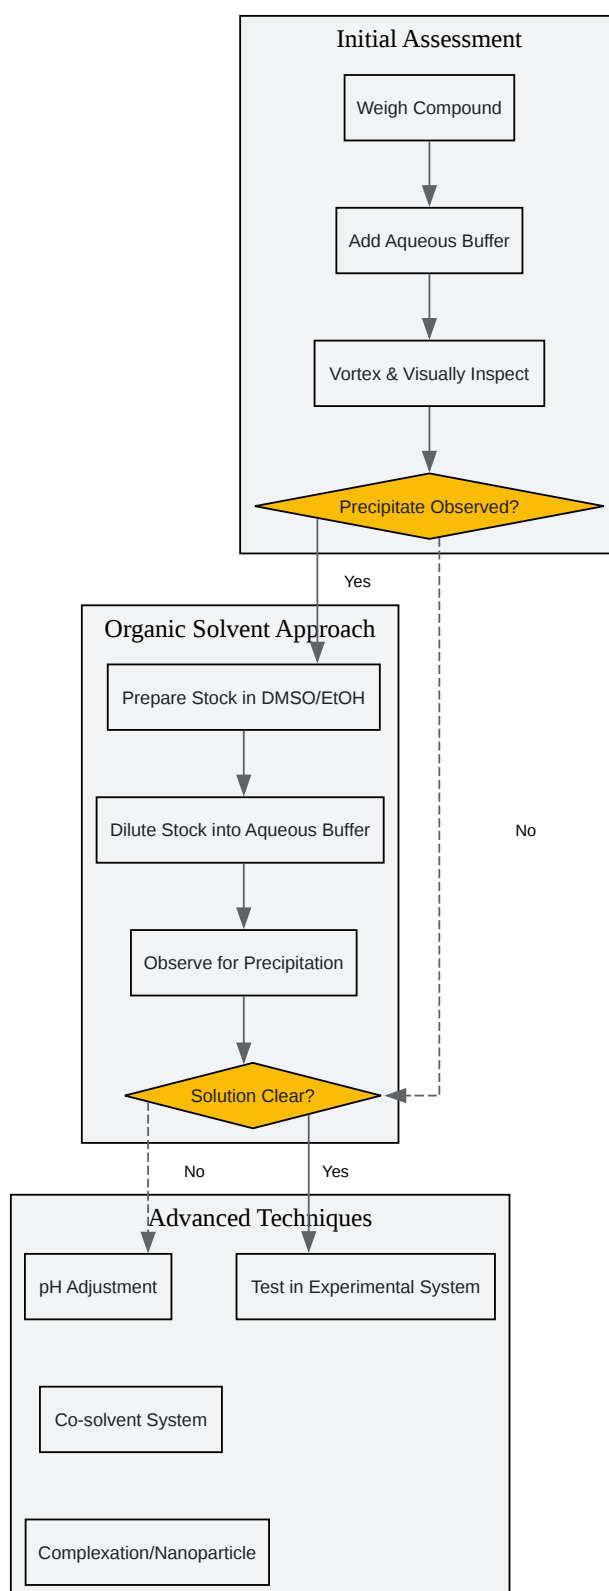 Initial Assessment
Weigh Compound
Add Aqueous Buffer
Vortex & Visually Inspect
Precipitate Observed?
Yes
Organic Solvent Approach
Prepare Stock in DMSO/EtOH
Dilute Stock into Aqueous Buffer
No
Observe for Precipitation
Solution Clear?
No
Yes
Advanced Techniques
pH Adjustment
Test in Experimental System
Co-solvent System
Complexation/Nanoparticle